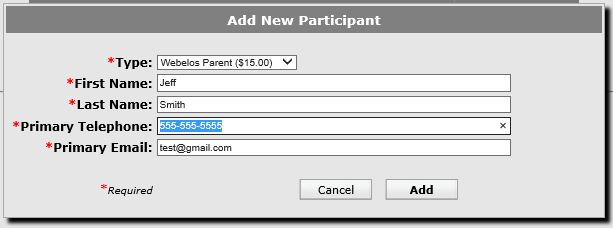 Add New Participant
*Type: Webelos Parent ($15.00)
*First Name: Jeff
*Last Name: Smith
*Primary Telephone: 555-555-5555 ×
*Primary Email: test@gmail.com
*Required Cancel Add